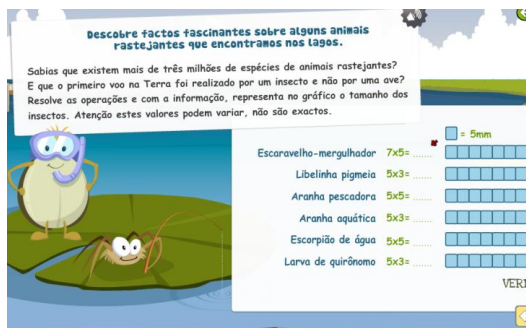 Descobre factos fascinantes sobre alguns animais
rastejantes que encontramos nos lagos.
Sabias que existem mais de três milhões de espécies de animais rastejantes?
E que o primeiro voo na Terra foi realizado por um insecto e não por uma ave?
Resolve as operações e com a informação, representa no gráfico o tamanho dos
insectos. Atenção estes valores podem variar, não são exactos.
= 5mm
Escaravelho-mergulhador 7x5= ......
Libelinha pigmeia 5x3= ......
Aranha pescadora 5x5= ......
Aranha aquática 5x3= ......
Escorpião de água 5x5= ......
Larva de quirônomo 5x3= ......